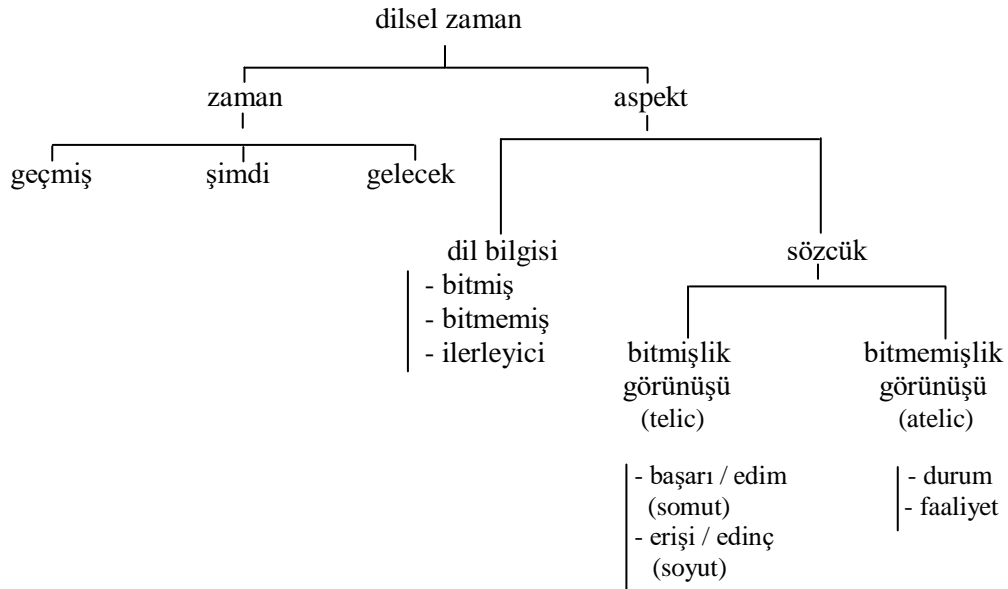 dilsel zaman
zaman
aspekt
geçmiş
şimdi
gelecek
dil bilgisi
- bitmiş
- bitmemiş
- ilerleyici
sözcük
bitmişlik
görünüşü
(telic)
- başarı / edim
(somut)
- erişi / edinç
(soyut)
bitmemişlik
görünüşü
(atelic)
- durum
- faaliyet